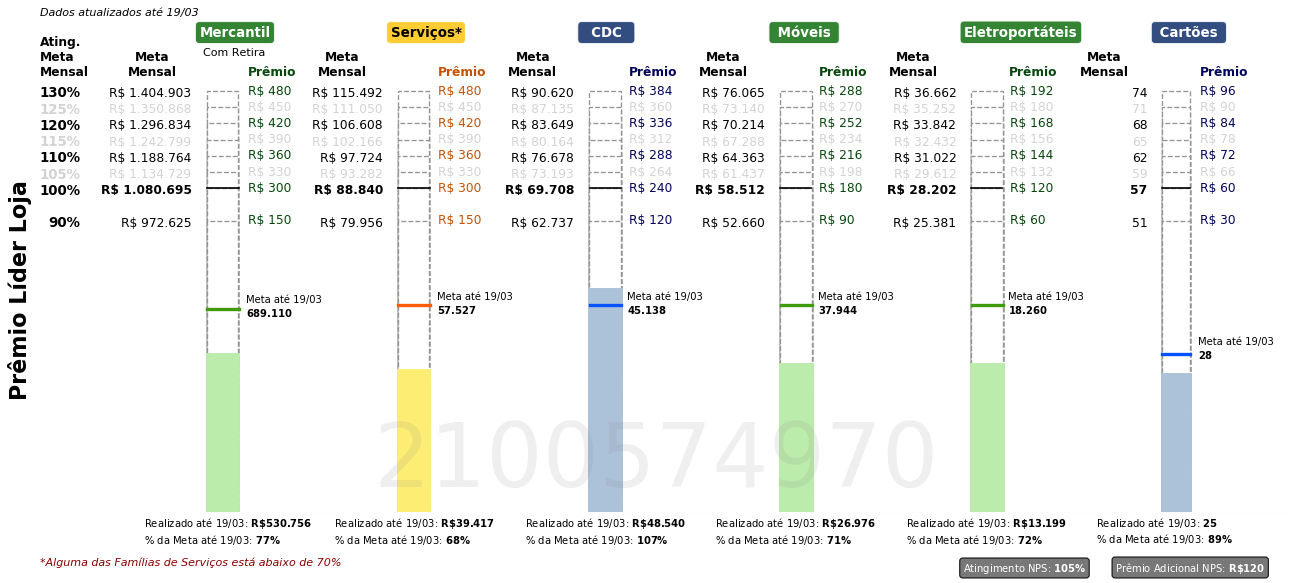 Dados atualizados até 19/03
Mercantil Serviços* CDC Móveis Eletroportáteis Cartões
Com Retira
Ating. Meta Mensal Meta Mensal Prêmio Meta Mensal Prêmio Meta Mensal Prêmio Meta Mensal Prêmio Meta Mensal Prêmio Meta Mensal Prêmio
130% R$ 1.404.903 R$ 480 R$ 115.492 R$ 480 R$ 90.620 R$ 384 R$ 76.065 R$ 288 R$ 36.662 R$ 192 74 R$ 96
125% R$ 1.350.868 R$ 450 R$ 111.050 R$ 450 R$ 87.135 R$ 360 R$ 73.140 R$ 270 R$ 35.252 R$ 180 71 R$ 90
120% R$ 1.296.834 R$ 420 R$ 106.608 R$ 420 R$ 83.649 R$ 336 R$ 70.214 R$ 252 R$ 33.842 R$ 168 68 R$ 84
115% R$ 1.242.799 R$ 390 R$ 102.166 R$ 390 R$ 80.164 R$ 312 R$ 67.288 R$ 234 R$ 32.432 R$ 156 65 R$ 78
110% R$ 1.188.764 R$ 360 R$ 97.724 R$ 360 R$ 76.678 R$ 288 R$ 64.363 R$ 216 R$ 31.022 R$ 144 62 R$ 72
105% R$ 1.134.729 R$ 330 R$ 93.282 R$ 330 R$ 73.193 R$ 264 R$ 61.437 R$ 198 R$ 29.612 R$ 132 59 R$ 66
100% R$ 1.080.695 R$ 300 R$ 88.840 R$ 300 R$ 69.708 R$ 240 R$ 58.512 R$ 180 R$ 28.202 R$ 120 57 R$ 60
90% R$ 972.625 R$ 150 R$ 79.956 R$ 150 R$ 62.737 R$ 120 R$ 52.660 R$ 90 R$ 25.381 R$ 60 51 R$ 30
Prêmio Líder Loja
Meta até 19/03 Meta até 19/03 Meta até 19/03 Meta até 19/03 Meta até 19/03 Meta até 19/03
689.110 57.527 45.138 37.944 18.260 28
2100574970
Realizado até 19/03: R$530.756 Realizado até 19/03: R$39.417 Realizado até 19/03: R$48.540 Realizado até 19/03: R$26.976 Realizado até 19/03: R$13.199 Realizado até 19/03: 25
% da Meta até 19/03: 77% % da Meta até 19/03: 68% % da Meta até 19/03: 107% % da Meta até 19/03: 71% % da Meta até 19/03: 72% % da Meta até 19/03: 89%
*Alguma das Famílias de Serviços está abaixo de 70%
Atingimento NPS: 105% Prêmio Adicional NPS: R$120